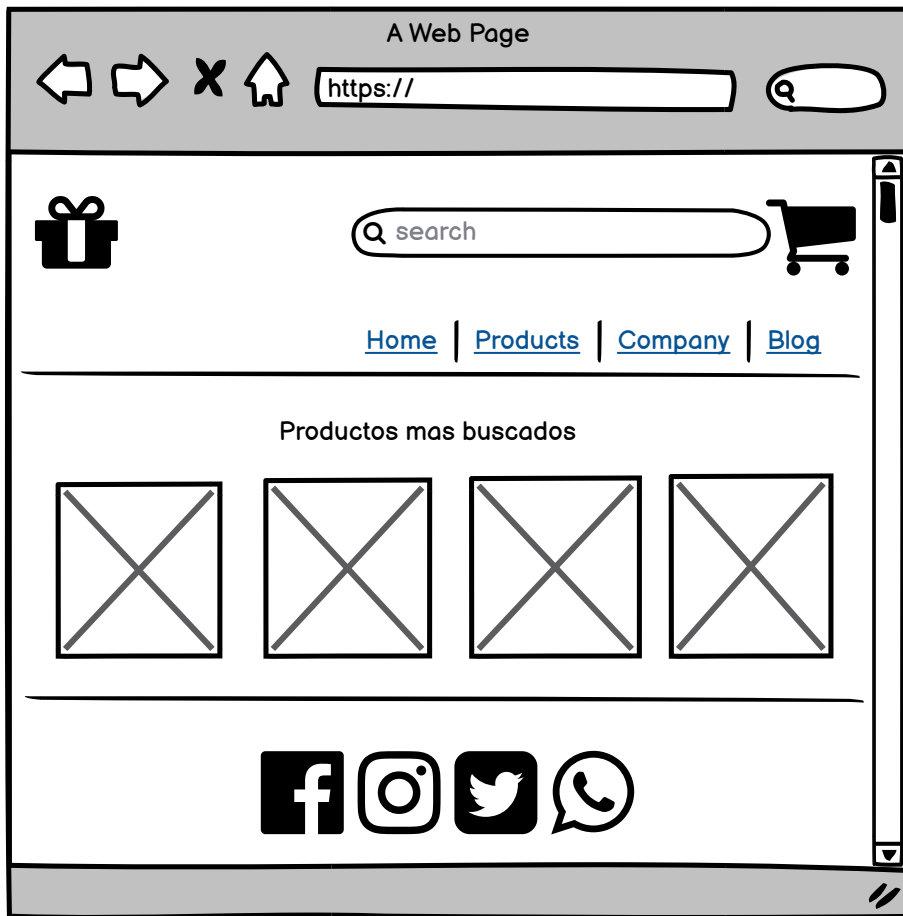 A Web Page
https://
search
Home | Products | Company | Blog
Productos mas buscados